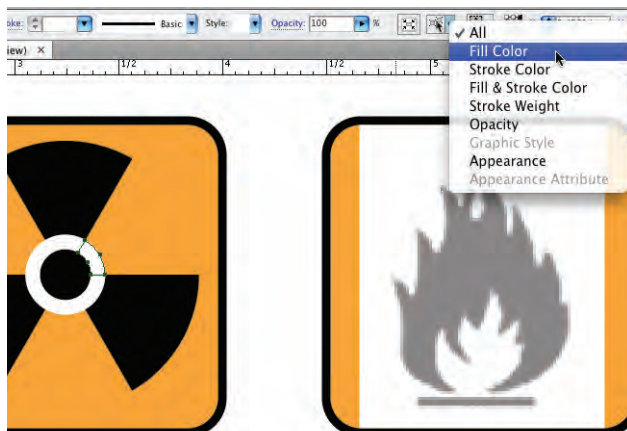 oke:
Basic
Style:
Opacity: 100
%
iew) ×
3
1/2
4
1/2
5
✓ All
Fill Color
Stroke Color
Fill & Stroke Color
Stroke Weight
Opacity
Graphic Style
Appearance
Appearance Attribute